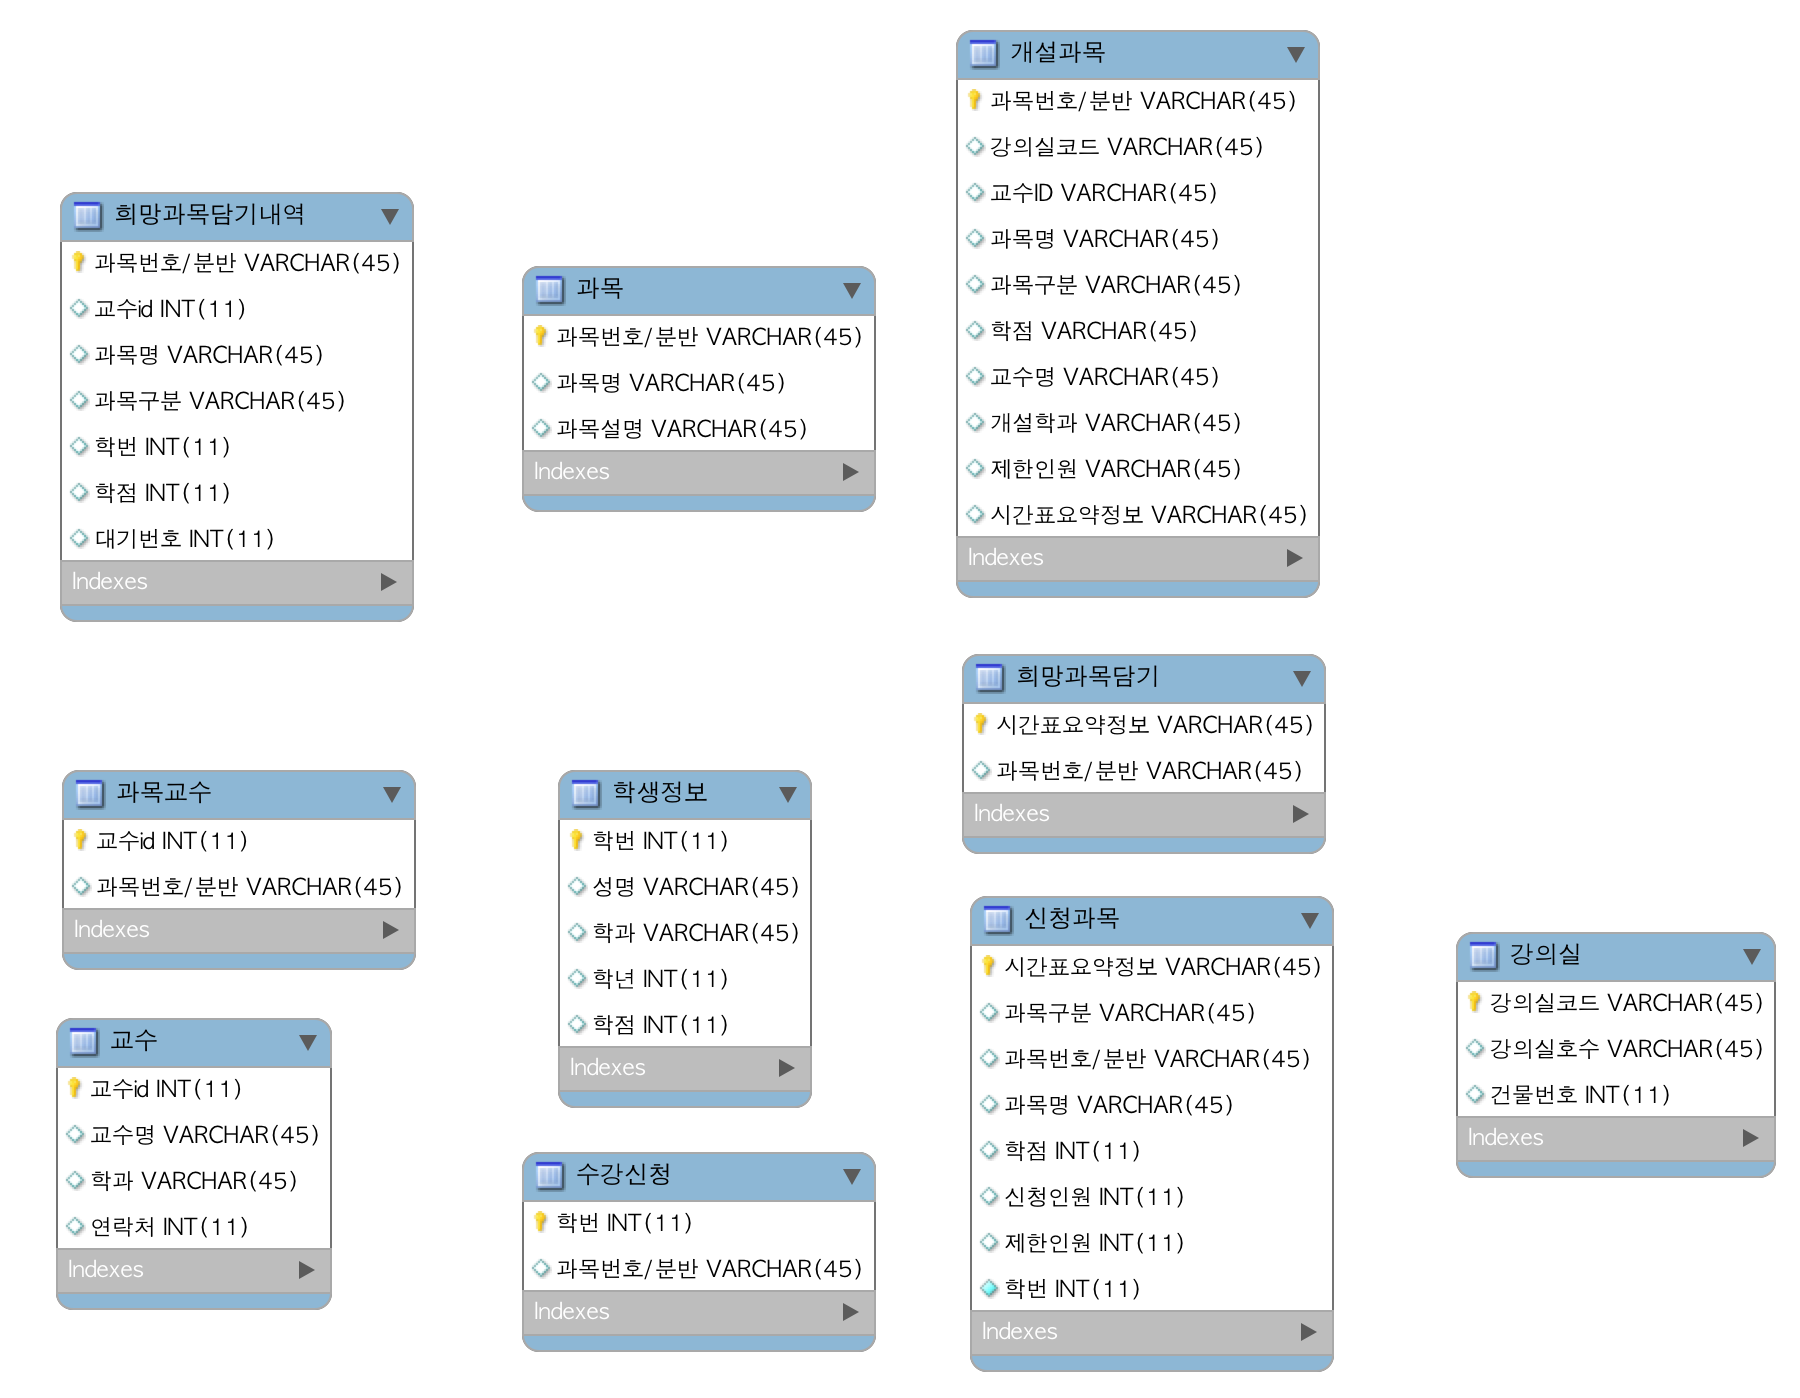 희망과목담기내역
과목번호/분반 VARCHAR(45)
교수id INT(11)
과목명 VARCHAR(45)
과목구분 VARCHAR(45)
학번 INT(11)
학점 INT(11)
대기번호 INT(11)
Indexes
과목
과목번호/분반 VARCHAR(45)
과목명 VARCHAR(45)
과목설명 VARCHAR(45)
Indexes
개설과목
과목번호/분반 VARCHAR(45)
강의실코드 VARCHAR(45)
교수ID VARCHAR(45)
과목명 VARCHAR(45)
과목구분 VARCHAR(45)
학점 VARCHAR(45)
교수명 VARCHAR(45)
개설학과 VARCHAR(45)
제한인원 VARCHAR(45)
시간표요약정보 VARCHAR(45)
Indexes
희망과목담기
시간표요약정보 VARCHAR(45)
과목번호/분반 VARCHAR(45)
Indexes
과목교수
교수id INT(11)
과목번호/분반 VARCHAR(45)
Indexes
학생정보
학번 INT(11)
성명 VARCHAR(45)
학과 VARCHAR(45)
학년 INT(11)
학점 INT(11)
Indexes
신청과목
시간표요약정보 VARCHAR(45)
과목구분 VARCHAR(45)
과목번호/분반 VARCHAR(45)
과목명 VARCHAR(45)
학점 INT(11)
신청인원 INT(11)
제한인원 INT(11)
학번 INT(11)
Indexes
강의실
강의실코드 VARCHAR(45)
강의실호수 VARCHAR(45)
건물번호 INT(11)
Indexes
교수
교수id INT(11)
교수명 VARCHAR(45)
학과 VARCHAR(45)
연락처 INT(11)
Indexes
수강신청
학번 INT(11)
과목번호/분반 VARCHAR(45)
Indexes